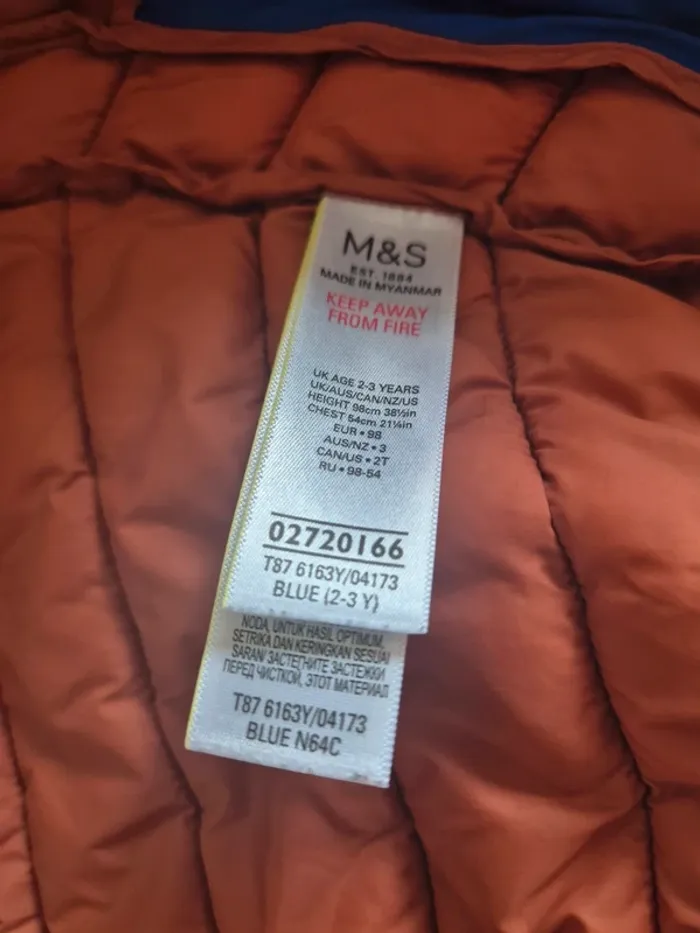 M&S
EST. 1884
MADE IN MYANMAR
KEEP AWAY
FROM FIRE
UK AGE 2-3 YEARS
UK/AUS/CAN/NZ/US
HEIGHT 98cm 38½in
CHEST 54cm 21¼in
EUR • 98
AUS/NZ • 3
CAN/US • 2T
RU • 98-54
02720166
T87 6163Y/04173
BLUE (2-3 Y)
NODA, UNTUK HASIL OPTIMUM,
SETRIKA DAN KERINGKAN SESUAI
SARAN/ ЗАСТЕГНИТЕ ЗАСТЕЖКИ
ПЕРЕД ЧИСТКОЙ, ЭТОТ МАТЕРИАЛ
T87 6163Y/04173
BLUE N64C